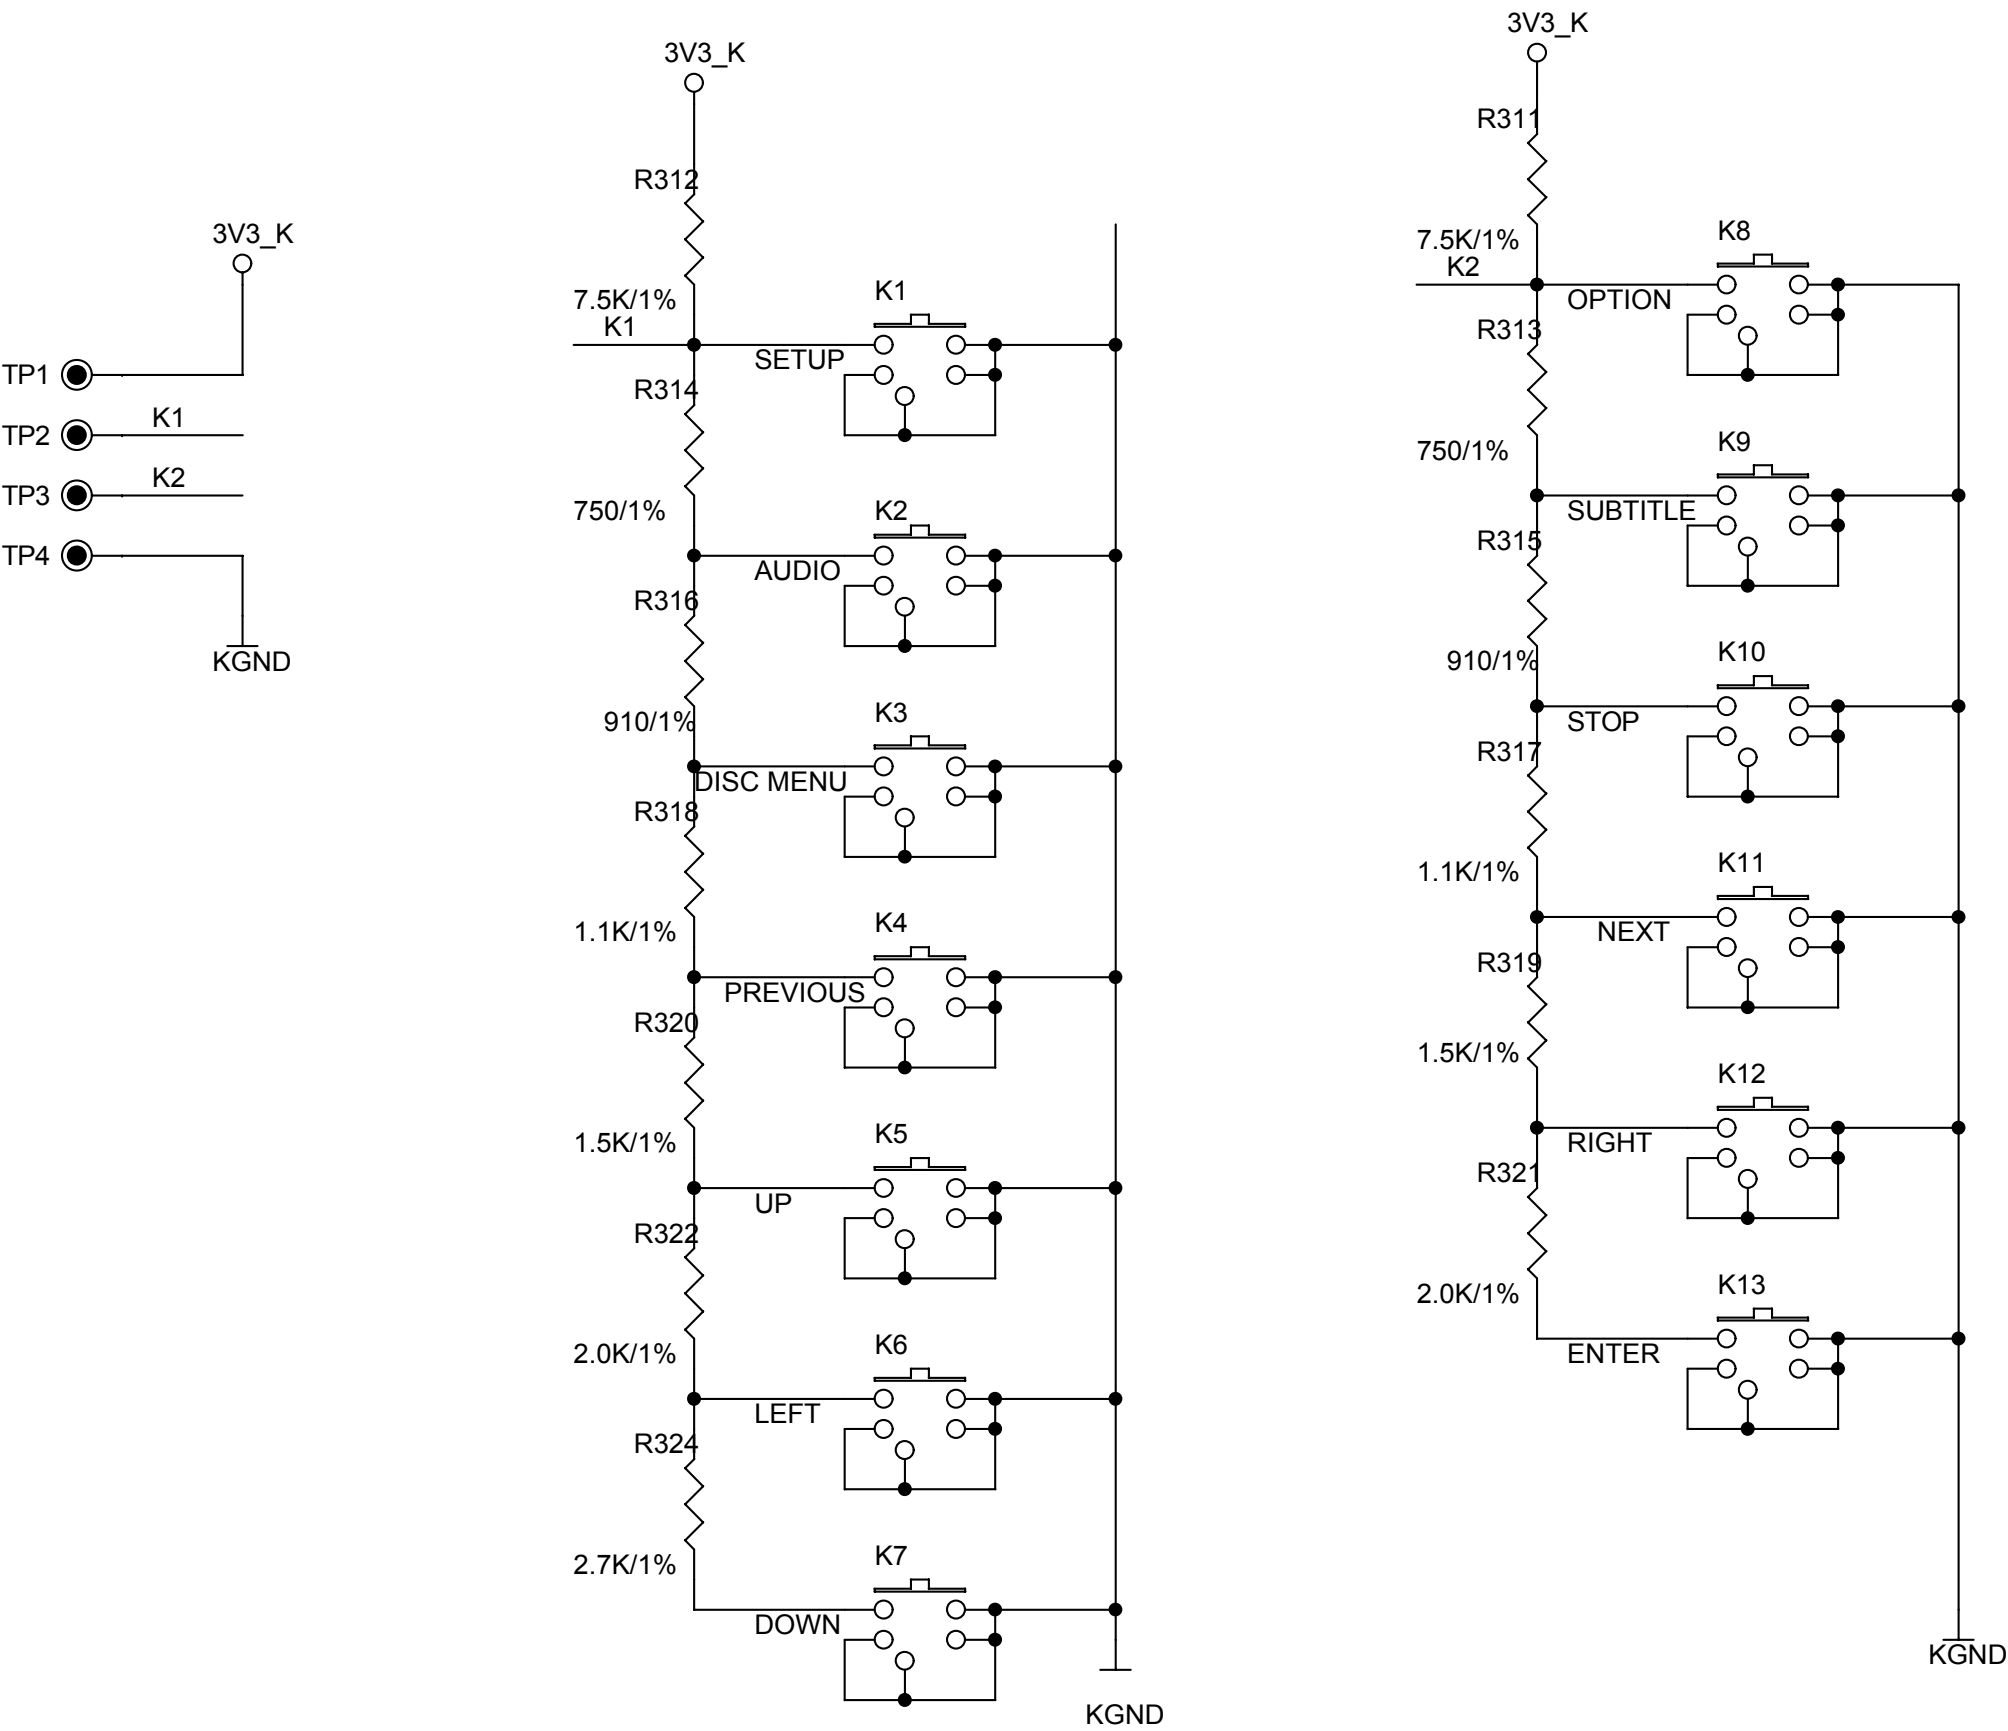 3V3_K
TP1
TP2
K1
TP3
K2
TP4
KGND
3V3_K
R312
7.5K/1%
K1
K1
SETUP
R314
750/1%
K2
AUDIO
R316
910/1%
K3
DISC MENU
R318
1.1K/1%
K4
PREVIOUS
R320
1.5K/1%
K5
UP
R322
2.0K/1%
K6
LEFT
R324
2.7K/1%
K7
DOWN
KGND
3V3_K
R311
7.5K/1%
K2
K8
OPTION
R313
750/1%
K9
SUBTITLE
R315
910/1%
K10
STOP
R317
1.1K/1%
K11
NEXT
R319
1.5K/1%
K12
RIGHT
R321
2.0K/1%
K13
ENTER
KGND